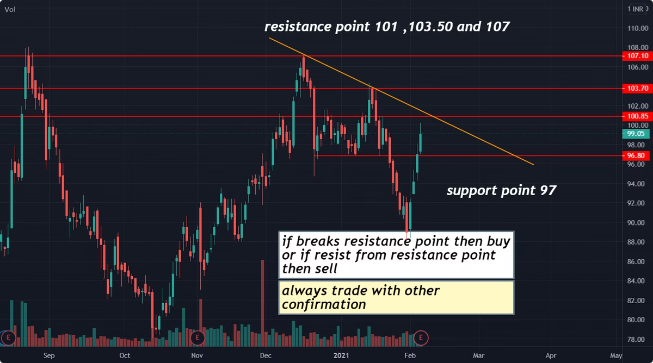 Vol
1 INR
resistance point 101 ,103.50 and 107
110.00
108.00
107.10
106.00
103.70
102.00
100.85
100.00
99.05
98.00
96.80
96.00
support point 97
94.00
92.00
90.00
if breaks resistance point then buy
or if resist from resistance point
then sell
88.00
86.00
always trade with other
confirmation
84.00
82.00
80.00
78.00
E
E
E
Sep
Oct
Nov
Dec
2021
Feb
Mar
Apr
May